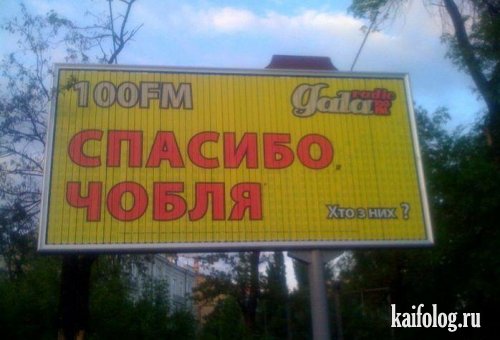 100FM
gala radio
СПАСИБО,
ЧОБЛЯ
Хто з них ?
kaifolog.ru